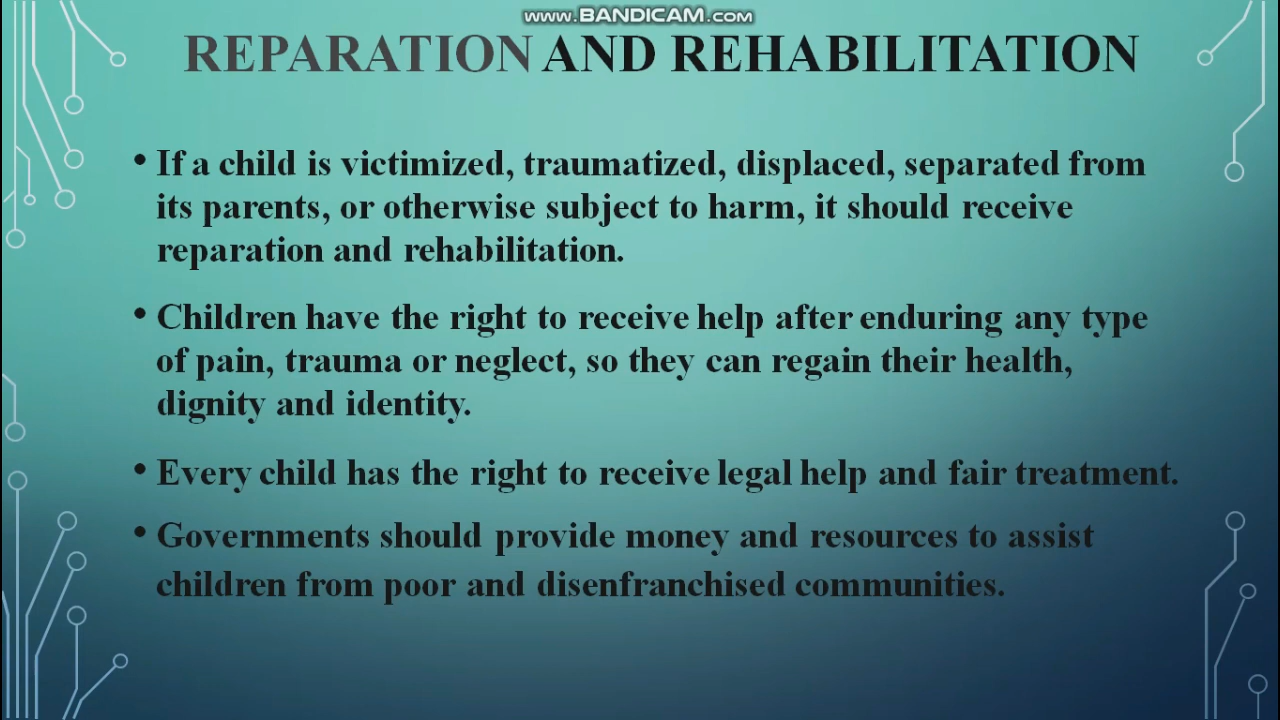 www.BANDICAM.com
REPARATION AND REHABILITATION
• If a child is victimized, traumatized, displaced, separated from
its parents, or otherwise subject to harm, it should receive
reparation and rehabilitation.
• Children have the right to receive help after enduring any type
of pain, trauma or neglect, so they can regain their health,
dignity and identity.
• Every child has the right to receive legal help and fair treatment.
• Governments should provide money and resources to assist
children from poor and disenfranchised communities.